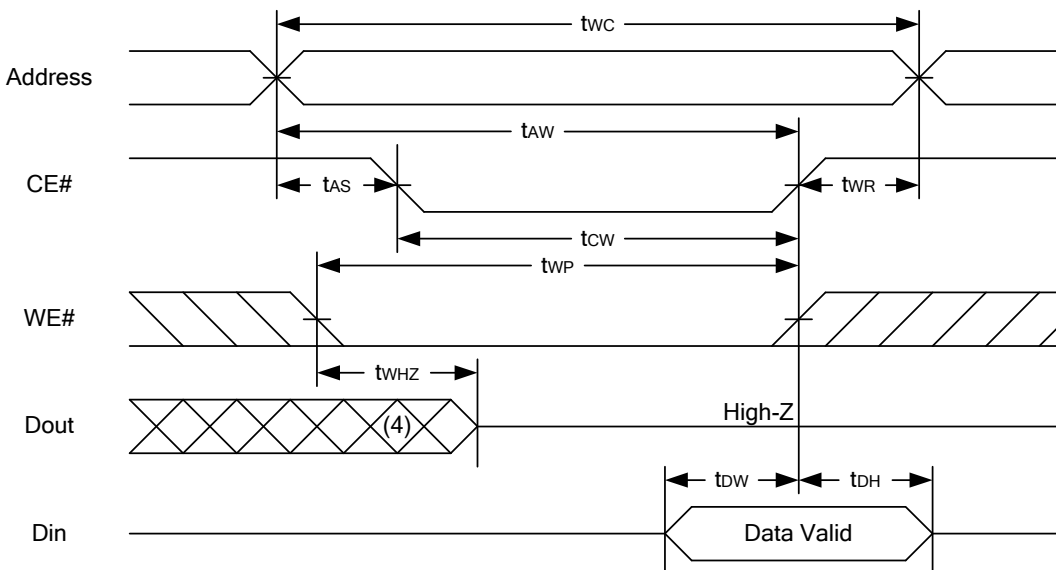 tWC
Address
tAW
CE#
tAS
tWR
tCW
tWP
WE#
tWHZ
Dout
(4)
High-Z
tDW
tDH
Din
Data Valid